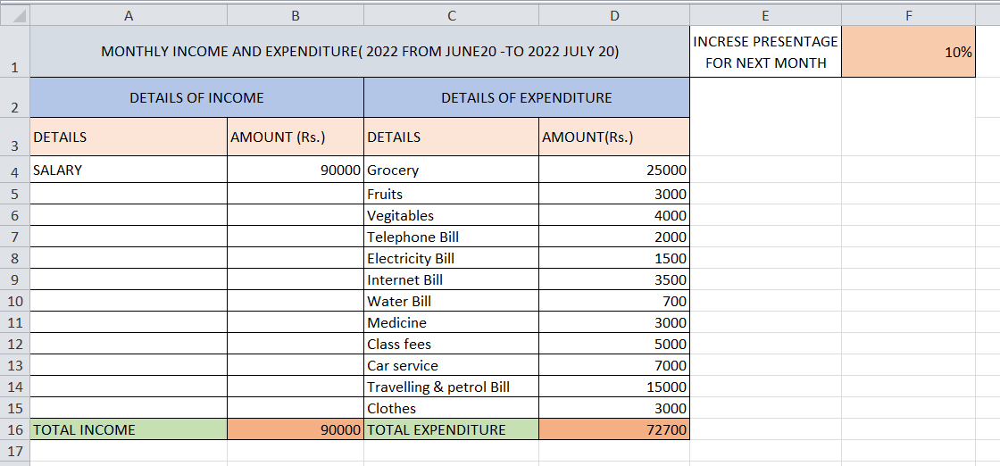 A B C D E F
1 MONTHLY INCOME AND EXPENDITURE( 2022 FROM JUNE20 -TO 2022 JULY 20) INCRESE PRESENTAGE FOR NEXT MONTH 10%
2 DETAILS OF INCOME DETAILS OF EXPENDITURE
3 DETAILS AMOUNT (Rs.) DETAILS AMOUNT(Rs.)
4 SALARY 90000 Grocery 25000
5 Fruits 3000
6 Vegitables 4000
7 Telephone Bill 2000
8 Electricity Bill 1500
9 Internet Bill 3500
10 Water Bill 700
11 Medicine 3000
12 Class fees 5000
13 Car service 7000
14 Travelling & petrol Bill 15000
15 Clothes 3000
16 TOTAL INCOME 90000 TOTAL EXPENDITURE 72700
17